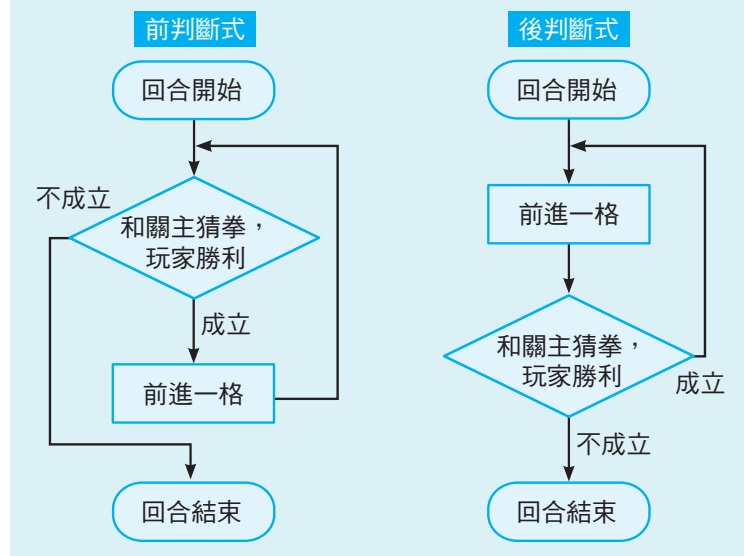 前判斷式
回合開始
不成立
和關主猜拳，
玩家勝利
成立
前進一格
回合結束
後判斷式
回合開始
前進一格
和關主猜拳，
玩家勝利
成立
不成立
回合結束